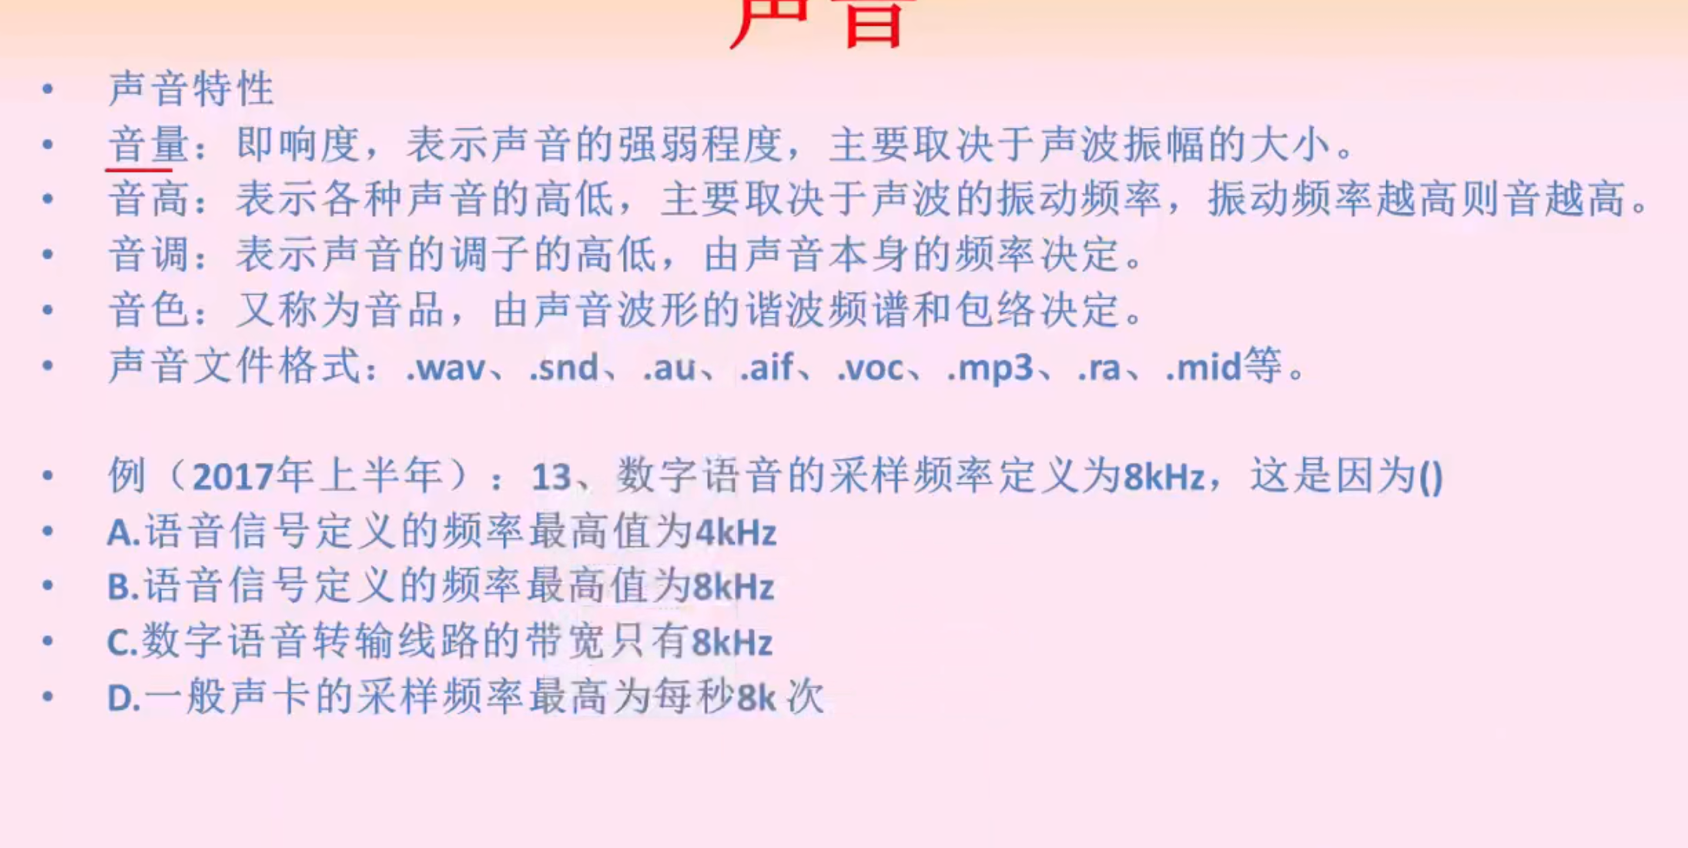 声音
• 声音特性
• 音量：即响度，表示声音的强弱程度，主要取决于声波振幅的大小。
• 音高：表示各种声音的高低，主要取决于声波的振动频率，振动频率越高则音越高。
• 音调：表示声音的调子的高低，由声音本身的频率决定。
• 音色：又称为音品，由声音波形的谐波频谱和包络决定。
• 声音文件格式：.wav、.snd、.au、.aif、.voc、.mp3、.ra、.mid等。
• 例（2017年上半年）：13、数字语音的采样频率定义为8kHz，这是因为()
• A.语音信号定义的频率最高值为4kHz
• B.语音信号定义的频率最高值为8kHz
• C.数字语音转输线路的带宽只有8kHz
• D.一般声卡的采样频率最高为每秒8k 次